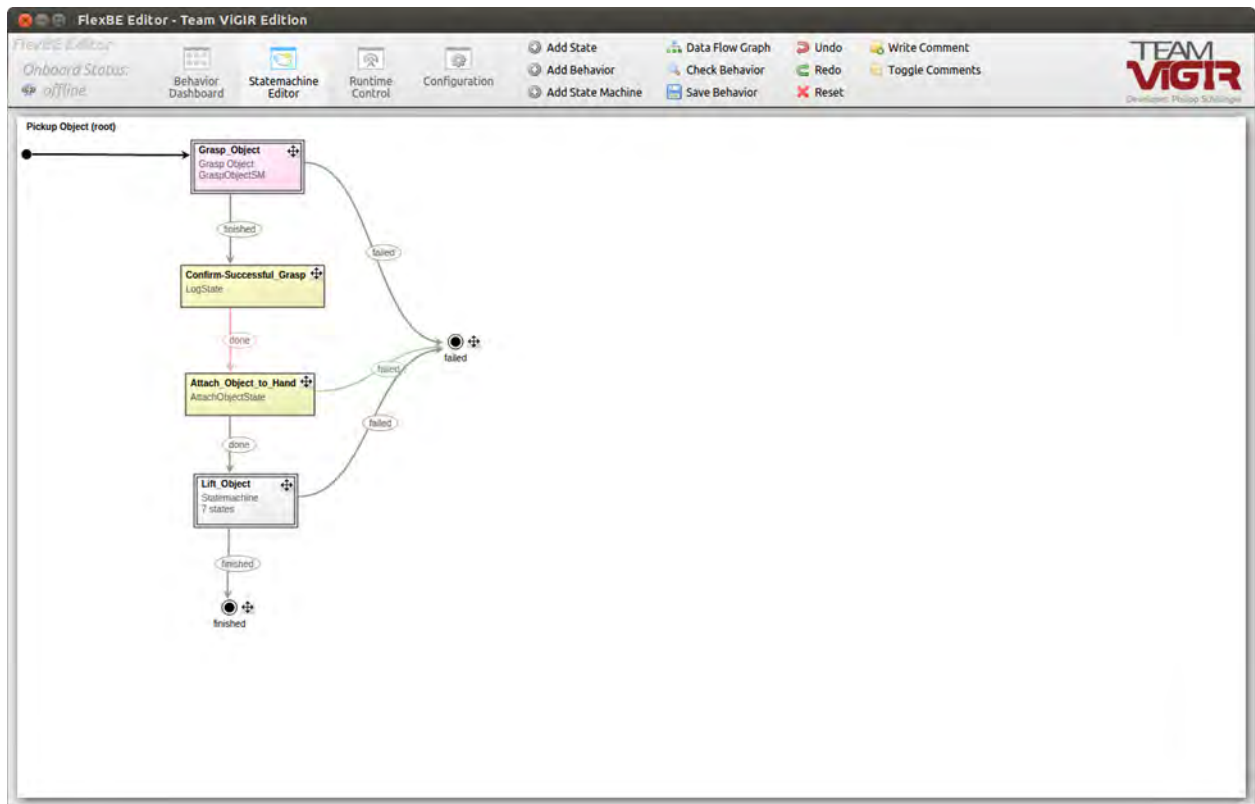 FlexBE Editor - Team ViGIR Edition
FlexBE Editor
Onboard Status:
offline
Behavior
Dashboard
Statemachine
Editor
Runtime
Control
Configuration
Add State
Add Behavior
Add State Machine
Data Flow Graph
Check Behavior
Save Behavior
Undo
Redo
Reset
Write Comment
Toggle Comments
TEAM
ViGIR
Developer: Philipp Schillinger
Pickup Object (root)
Grasp_Object
Grasp Object
GraspObjectSM
finished
failed
Confirm-Successful_Grasp
LogState
done
failed
failed
Attach_Object_to_Hand
AttachObjectState
failed
done
Lift_Object
Statemachine
7 states
finished
finished